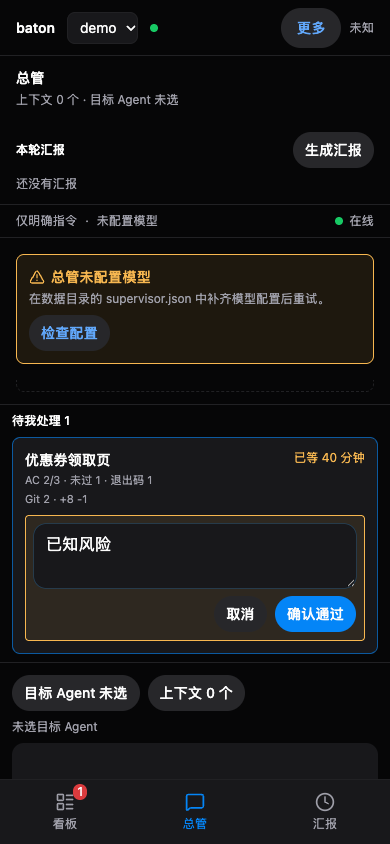 baton demo 更多 未知
总管
上下文 0 个 · 目标 Agent 未选
本轮汇报 生成汇报
还没有汇报
仅明确指令 · 未配置模型 在线
总管未配置模型
在数据目录的 supervisor.json 中补齐模型配置后重试。
检查配置
待我处理 1
优惠券领取页 已等 40 分钟
AC 2/3 · 未过 1 · 退出码 1
Git 2 · +8 -1
已知风险
取消 确认通过
目标 Agent 未选 上下文 0 个
未选目标 Agent
1
看板 总管 汇报